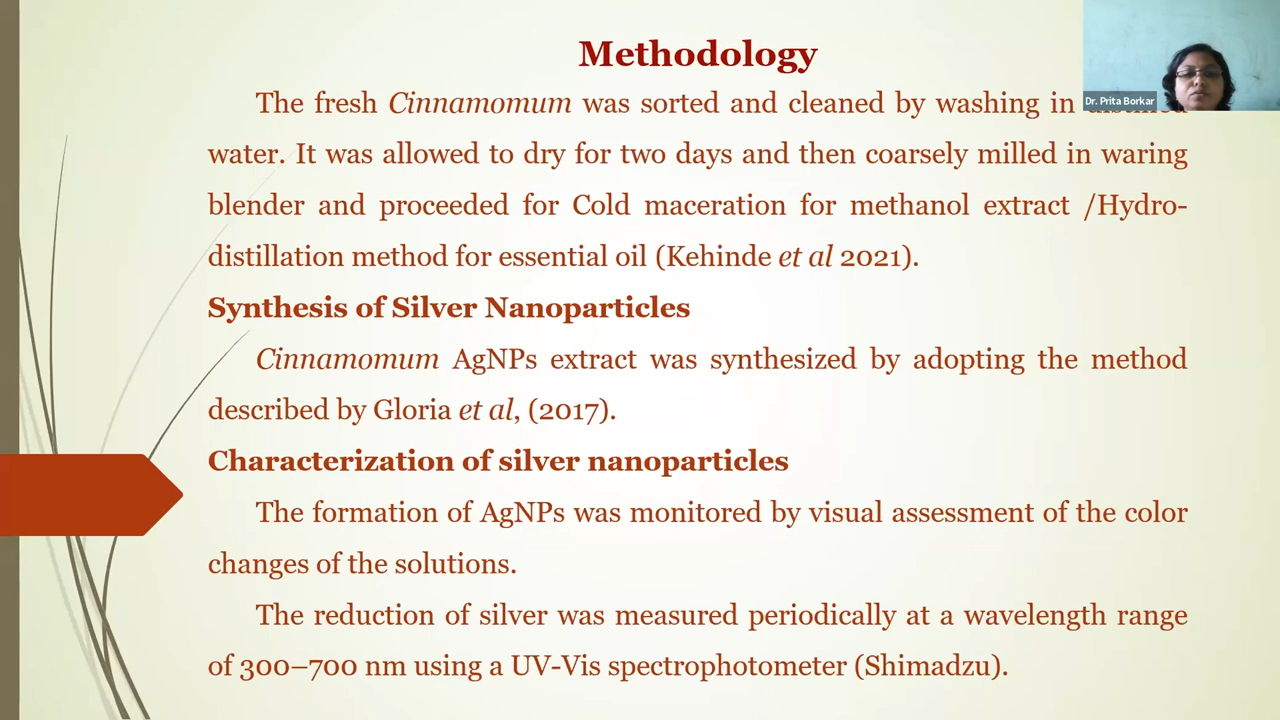 Methodology
The fresh Cinnamomum was sorted and cleaned by washing in
water. It was allowed to dry for two days and then coarsely milled in waring
blender and proceeded for Cold maceration for methanol extract /Hydro-
distillation method for essential oil (Kehinde et al 2021).
Synthesis of Silver Nanoparticles
Cinnamomum AgNPs extract was synthesized by adopting the method
described by Gloria et al, (2017).
Characterization of silver nanoparticles
The formation of AgNPs was monitored by visual assessment of the color
changes of the solutions.
The reduction of silver was measured periodically at a wavelength range
of 300–700 nm using a UV-Vis spectrophotometer (Shimadzu).
Dr. Prita Borkar